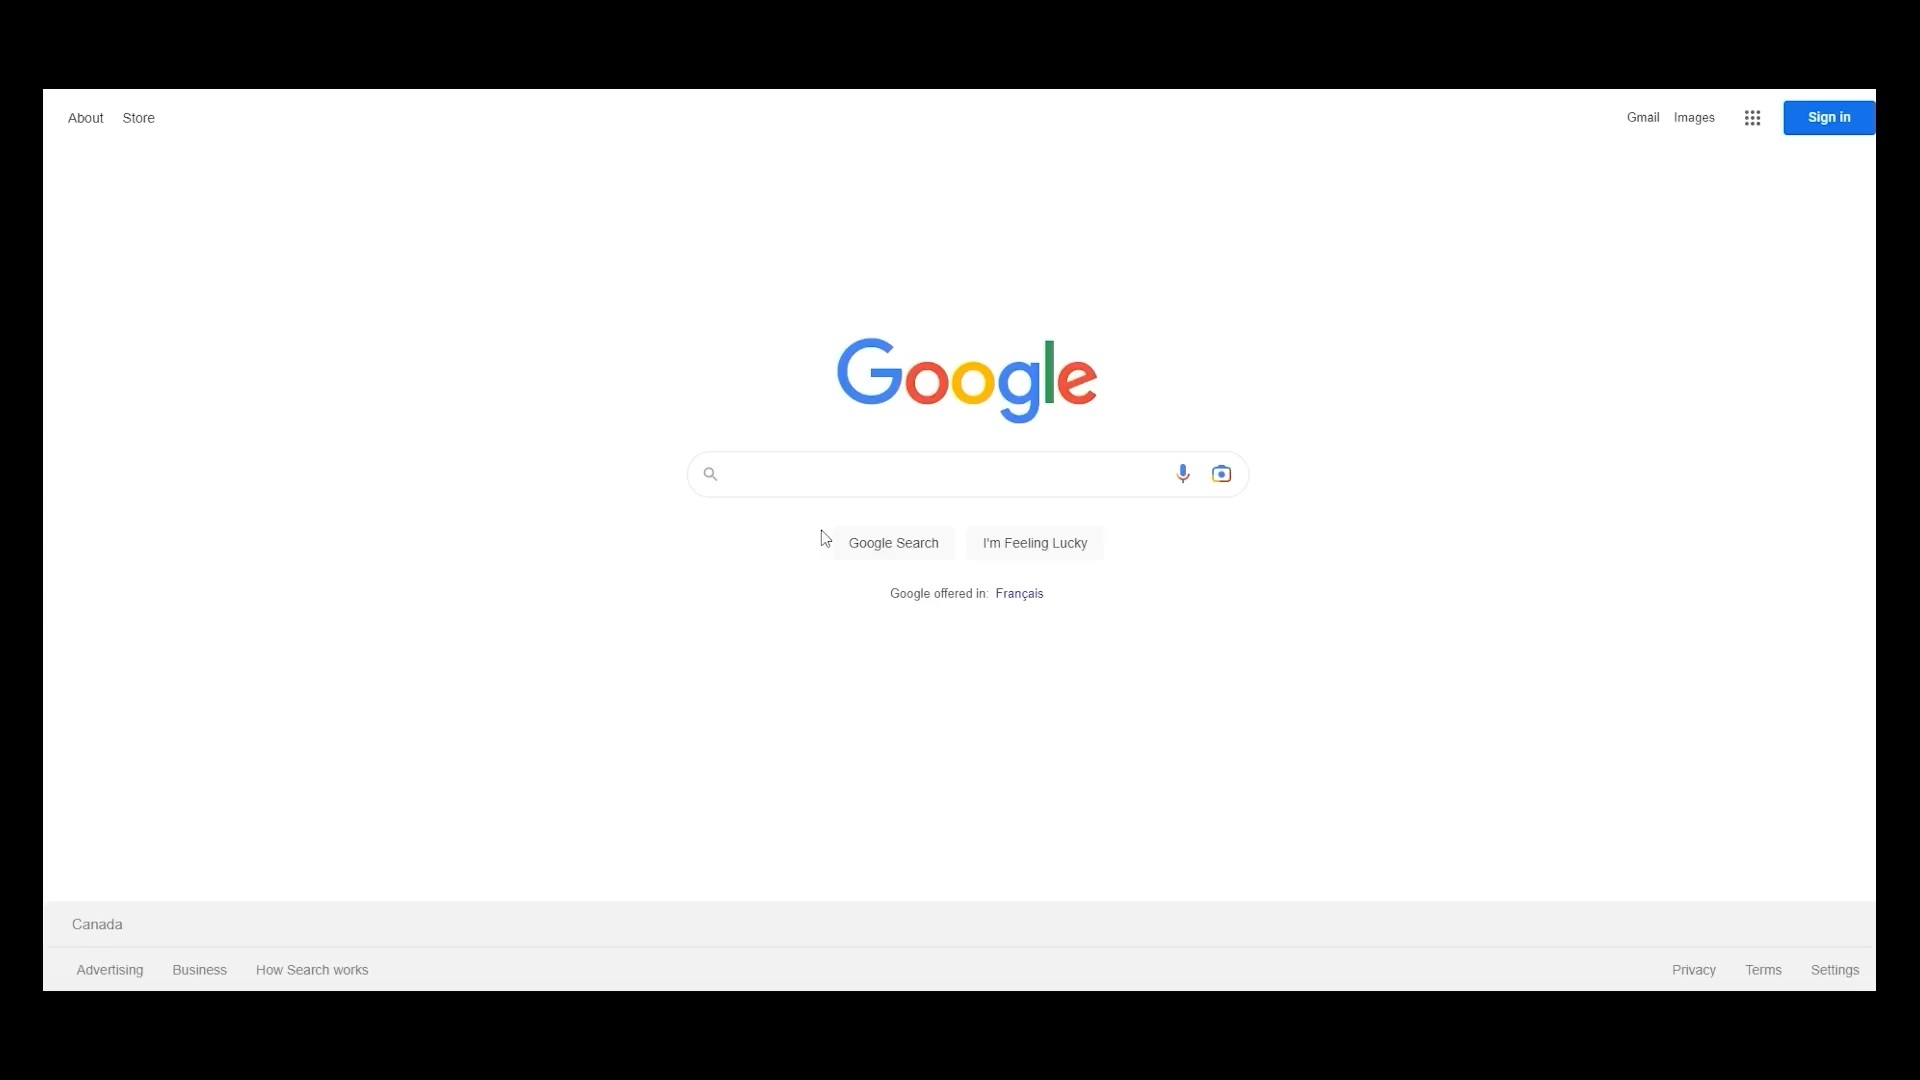 About Store Gmail Images Sign in
Google
Google Search I'm Feeling Lucky
Google offered in: Français
Canada
Advertising Business How Search works Privacy Terms Settings